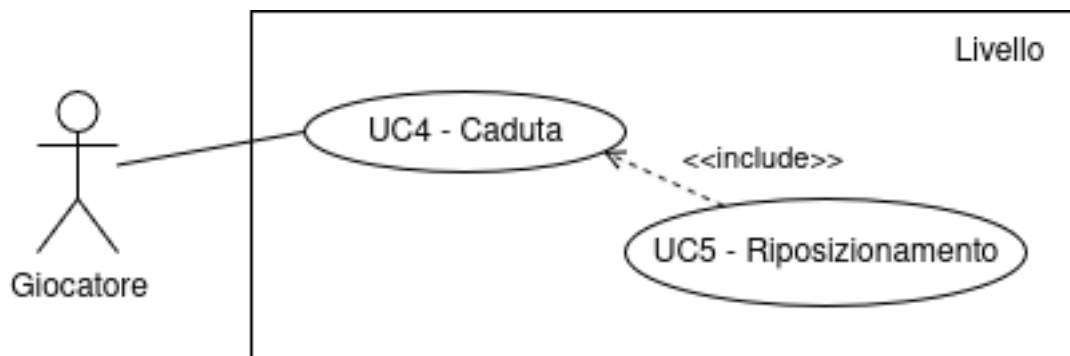 Livello
UC4 - Caduta
<<include>>
UC5 - Riposizionamento
Giocatore